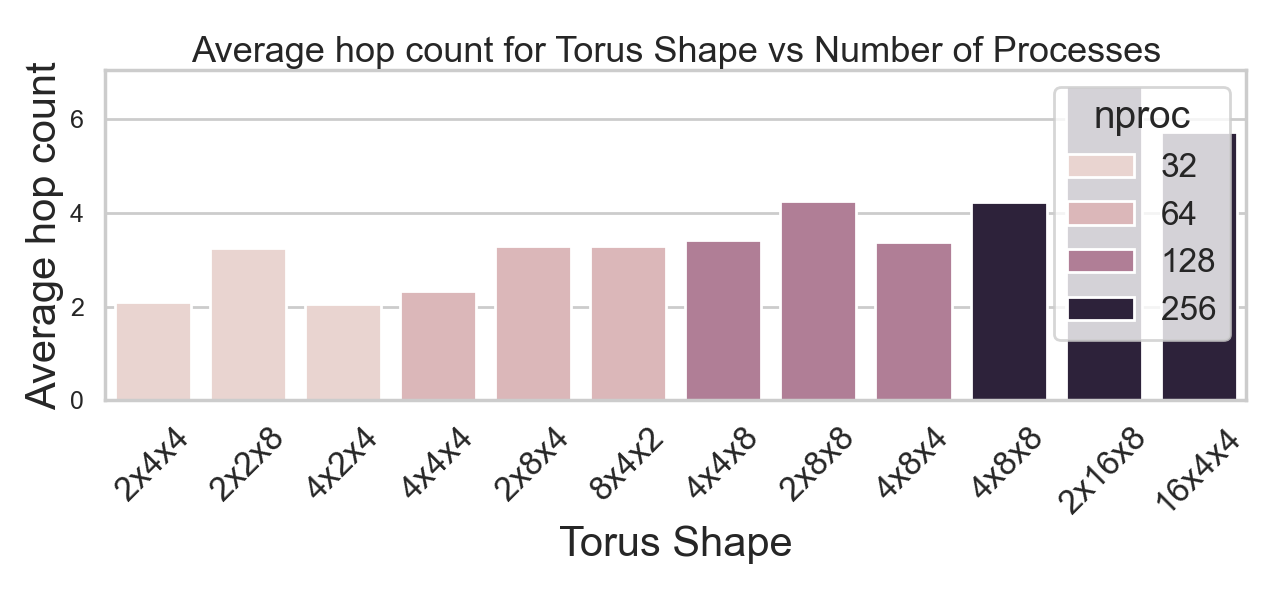 Average hop count for Torus Shape vs Number of Processes
Average hop count
6
4
2
0
nproc
32
64
128
256
2x4x4
2x2x8
4x2x4
4x4x4
2x8x4
8x4x2
4x4x8
2x8x8
4x8x4
4x8x8
2x16x8
16x4x4
Torus Shape